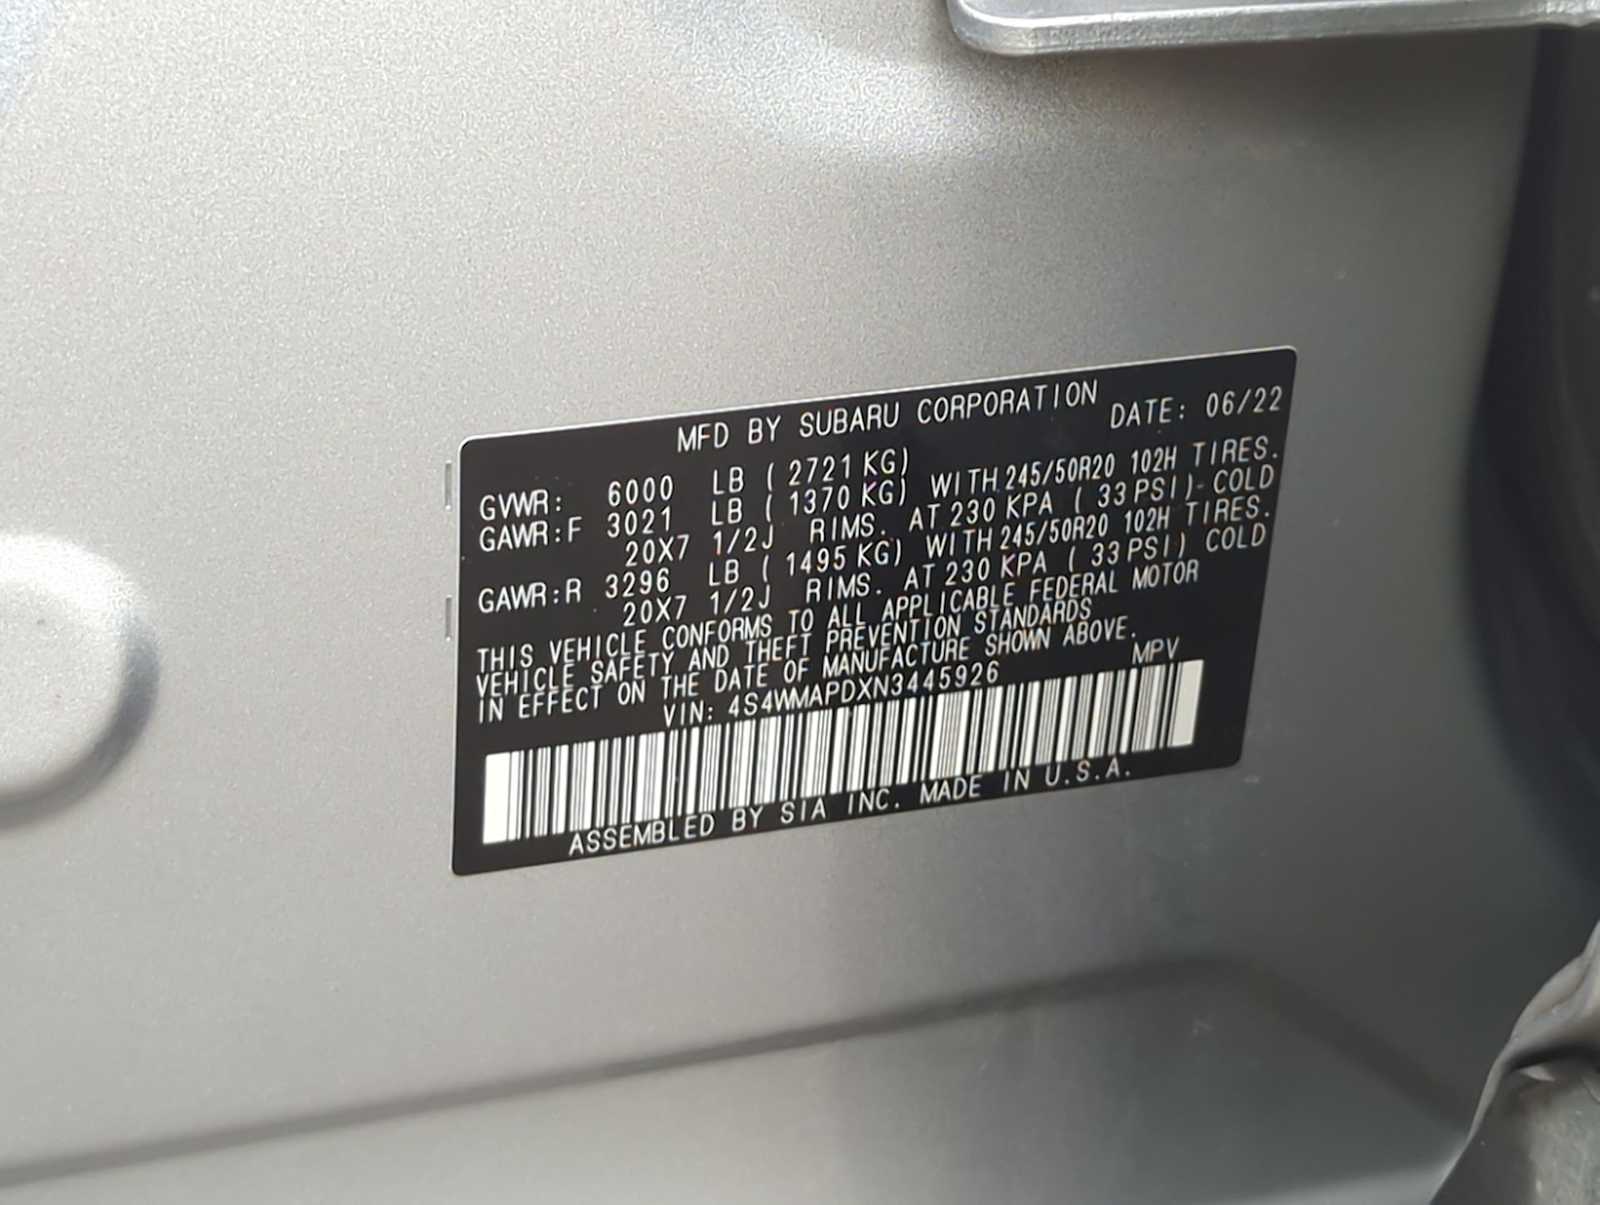 MFD BY SUBARU CORPORATION DATE: 06/22
GVWR: 6000 LB ( 2721 KG)
GAWR:F 3021 LB ( 1370 KG) WITH 245/50R20 102H TIRES.
20X7 1/2J RIMS. AT 230 KPA ( 33 PSI) COLD
GAWR:R 3296 LB ( 1495 KG) WITH 245/50R20 102H TIRES.
20X7 1/2J RIMS. AT 230 KPA ( 33 PSI) COLD
THIS VEHICLE CONFORMS TO ALL APPLICABLE FEDERAL MOTOR
VEHICLE SAFETY AND THEFT PREVENTION STANDARDS
IN EFFECT ON THE DATE OF MANUFACTURE SHOWN ABOVE.
VIN: 4S4WMAPDXN3445926 MPV
ASSEMBLED BY SIA INC. MADE IN U.S.A.